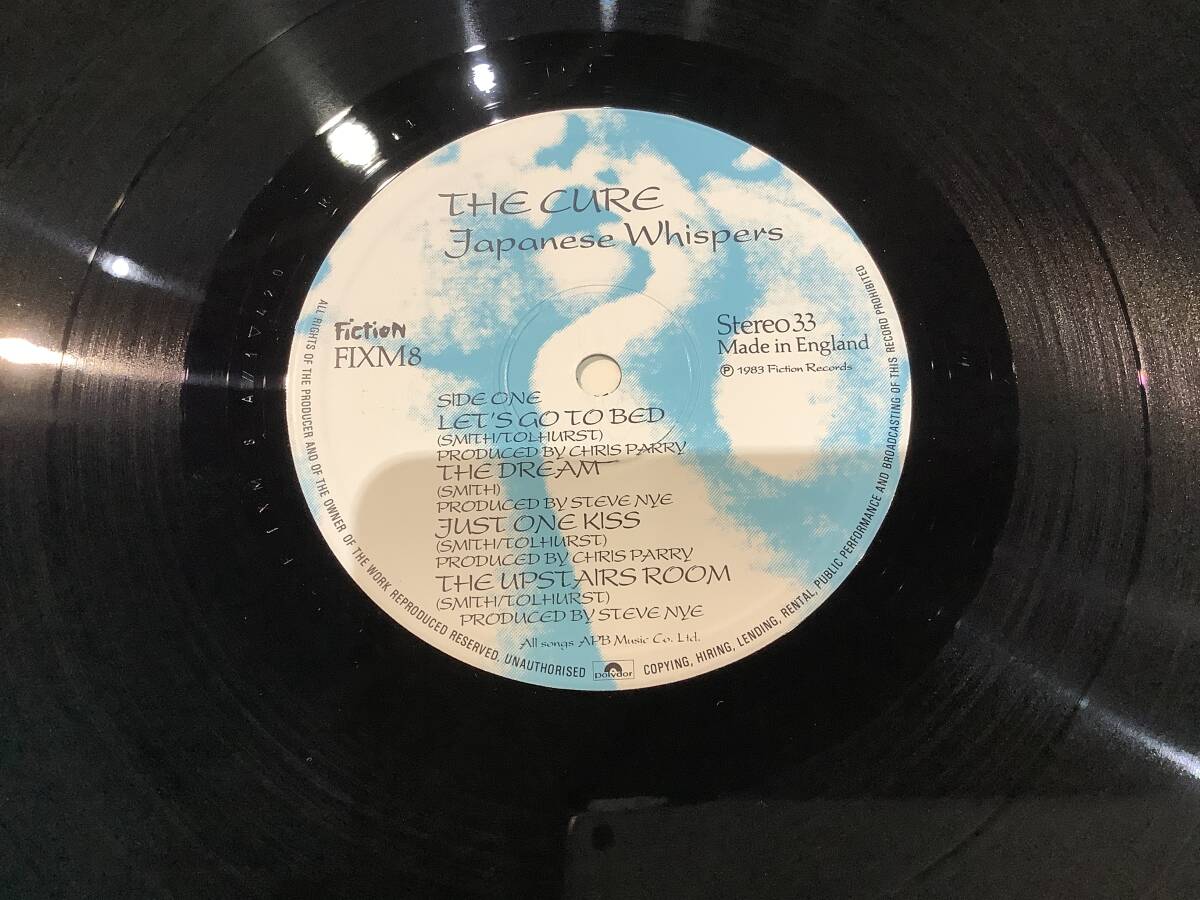 THE CURE
Japanese Whispers
Fiction
FIXM8
Stereo 33
Made in England
Ⓟ 1983 Fiction Records
SIDE ONE
LET'S GO TO BED
(SMITH/TOLHURST)
PRODUCED BY CHRIS PARRY
THE DREAM
(SMITH)
PRODUCED BY STEVE NYE
JUST ONE KISS
(SMITH/TOLHURST)
PRODUCED BY CHRIS PARRY
THE UPSTAIRS ROOM
(SMITH/TOLHURST)
PRODUCED BY STEVE NYE
All songs APB Music Co. Ltd.
ALL RIGHTS OF THE PRODUCER AND OF THE OWNER OF THE WORK REPRODUCED RESERVED. UNAUTHORISED COPYING, HIRING, LENDING, RENTAL, PUBLIC PERFORMANCE AND BROADCASTING OF THIS RECORD PROHIBITED
polydor